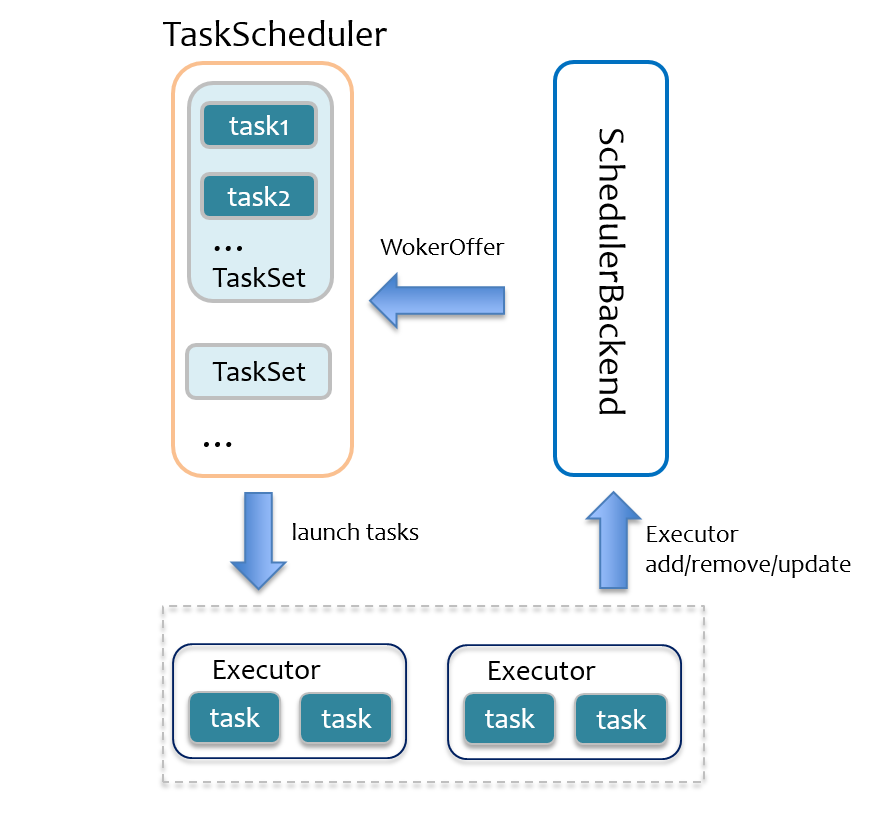 TaskScheduler
task1
task2
...
TaskSet
TaskSet
...
WokerOffer
SchedulerBackend
launch tasks
Executor
add/remove/update
Executor
task
task
Executor
task
task